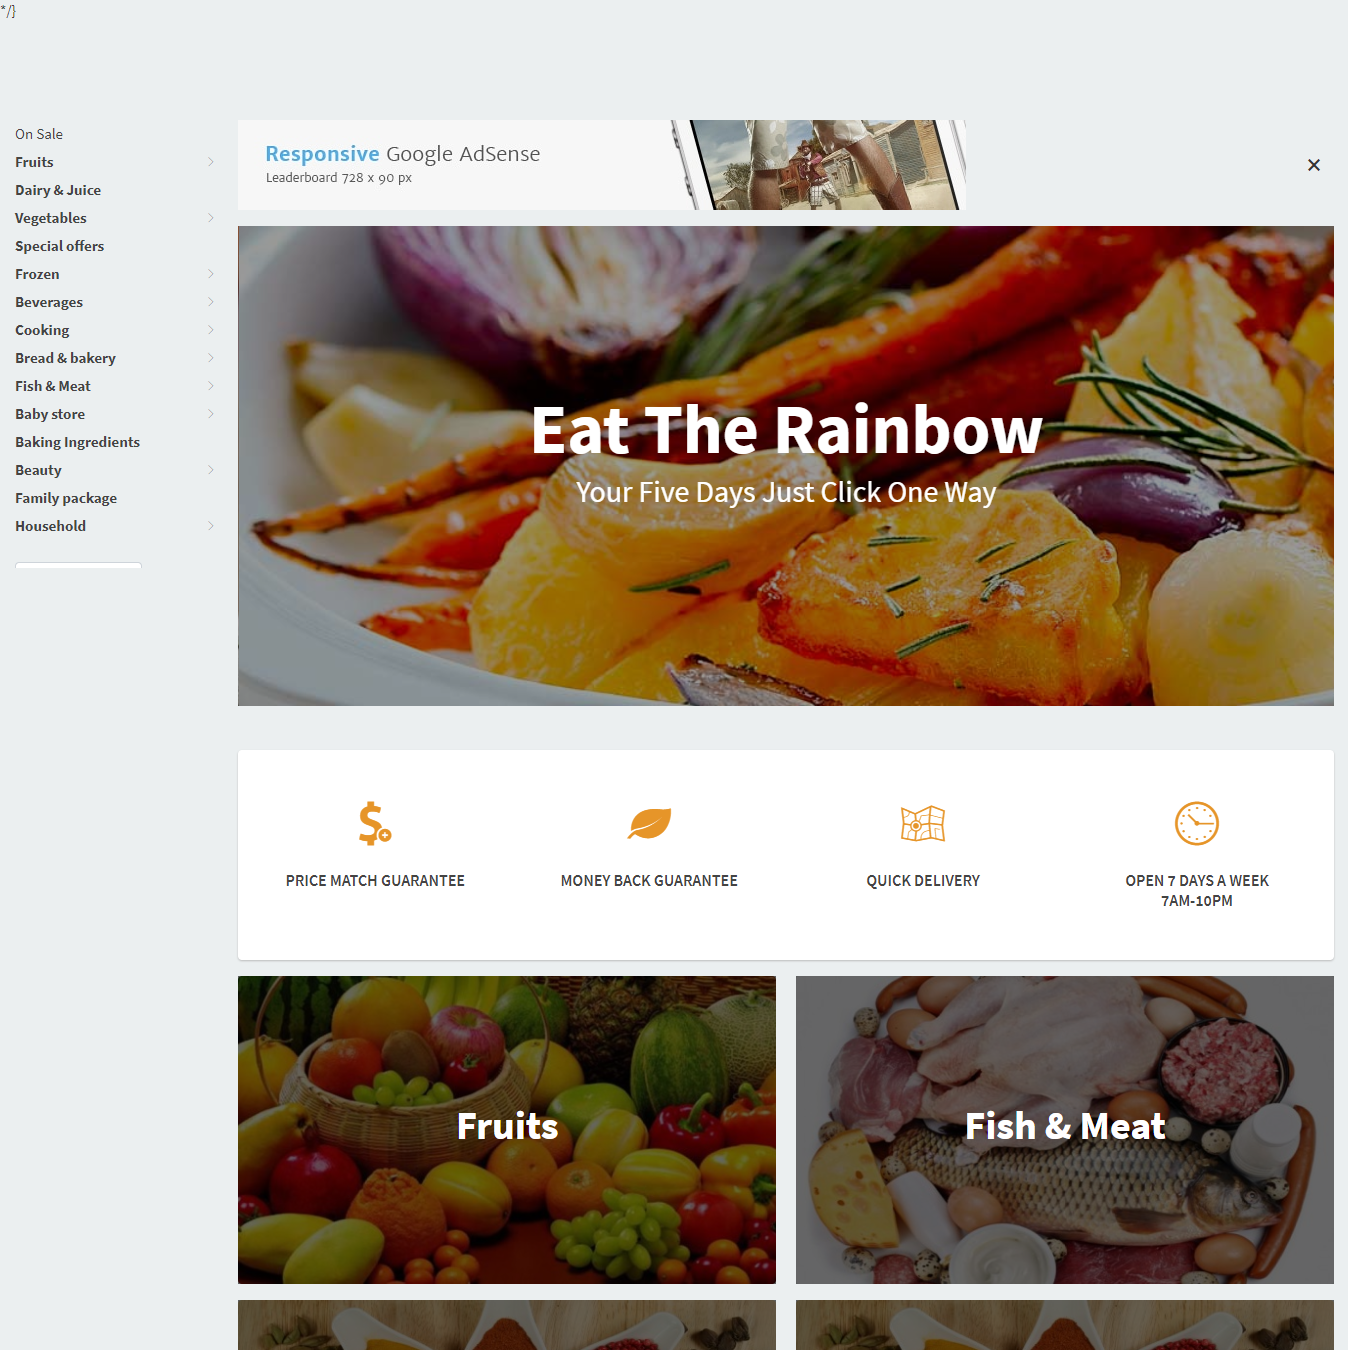 */}
On Sale
Fruits
Dairy & Juice
Vegetables
Special offers
Frozen
Beverages
Cooking
Bread & bakery
Fish & Meat
Baby store
Baking Ingredients
Beauty
Family package
Household
Responsive Google AdSense
Leaderboard 728 x 90 px
Eat The Rainbow
Your Five Days Just Click One Way
PRICE MATCH GUARANTEE
MONEY BACK GUARANTEE
QUICK DELIVERY
OPEN 7 DAYS A WEEK
7AM-10PM
Fruits
Fish & Meat